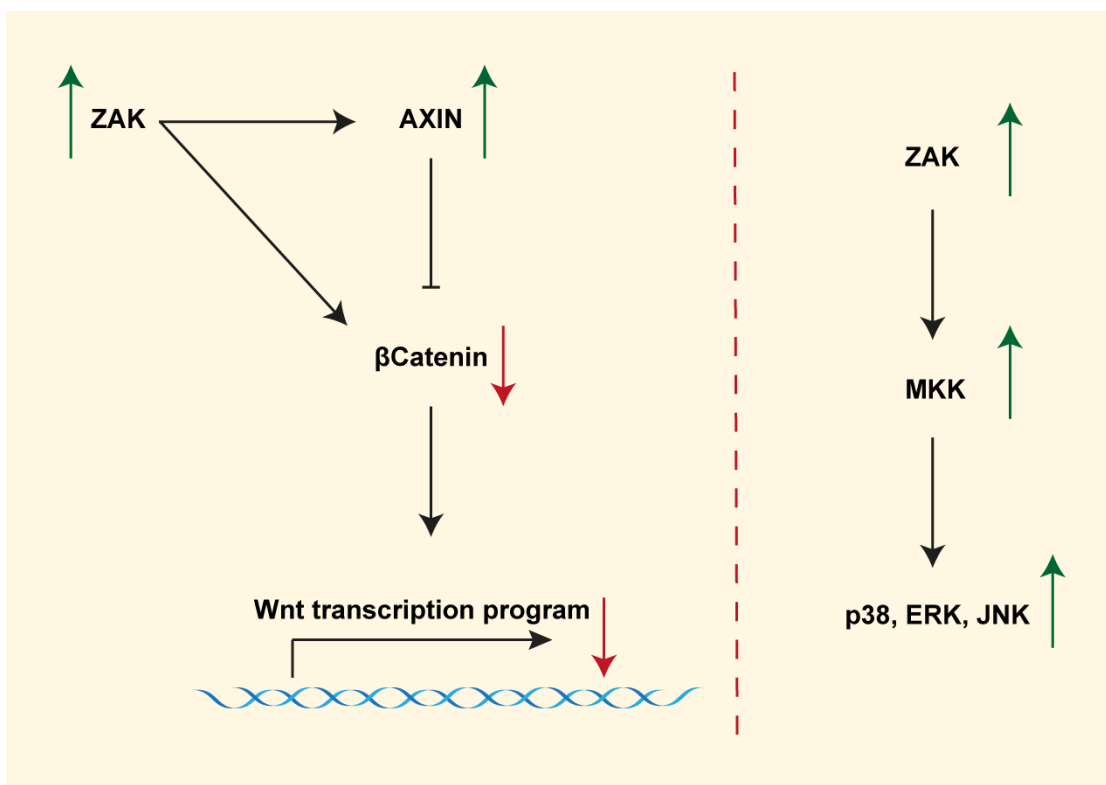 ZAK
AXIN
βCatenin
Wnt transcription program
ZAK
MKK
p38, ERK, JNK